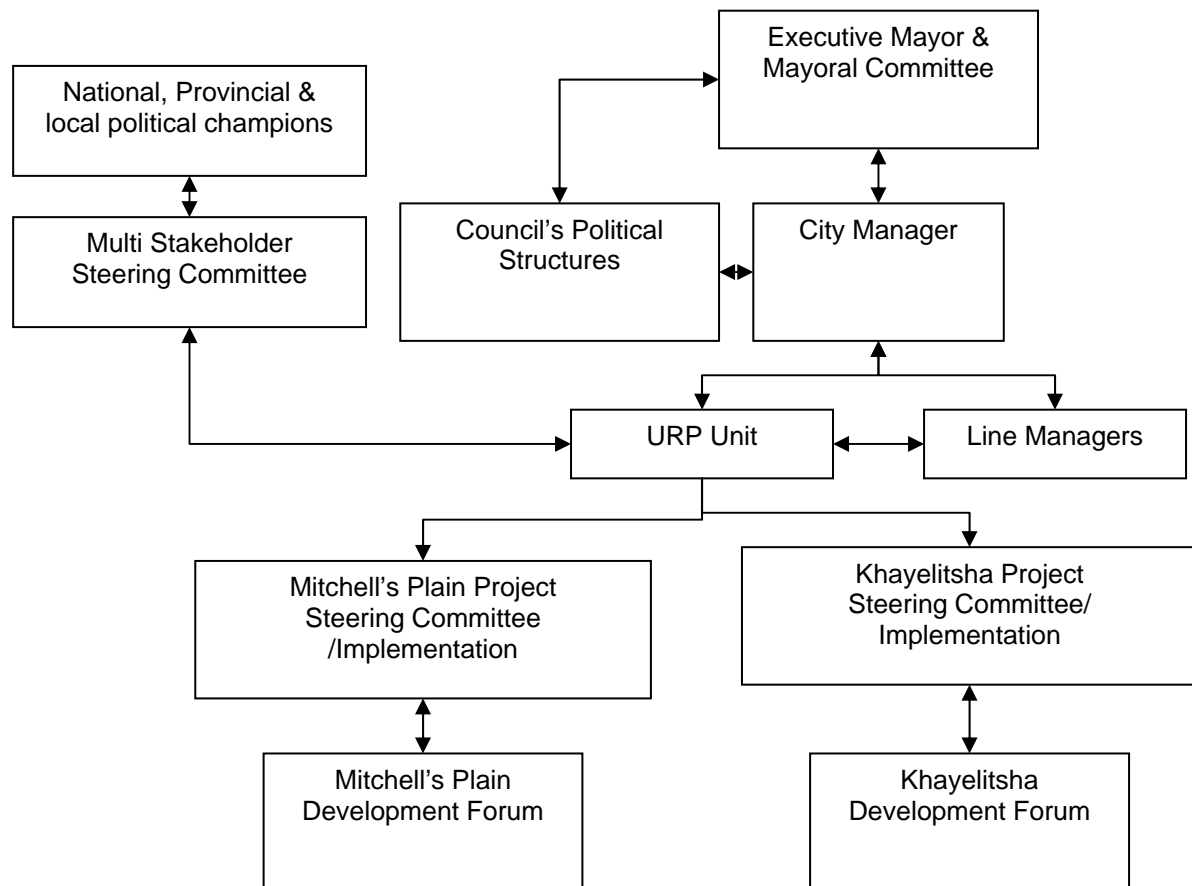 Executive Mayor &
Mayoral Committee
National, Provincial &
local political champions
Multi Stakeholder
Steering Committee
Council’s Political
Structures
City Manager
URP Unit
Line Managers
Mitchell’s Plain Project
Steering Committee
/Implementation
Khayelitsha Project
Steering Committee/
Implementation
Mitchell’s Plain
Development Forum
Khayelitsha
Development Forum